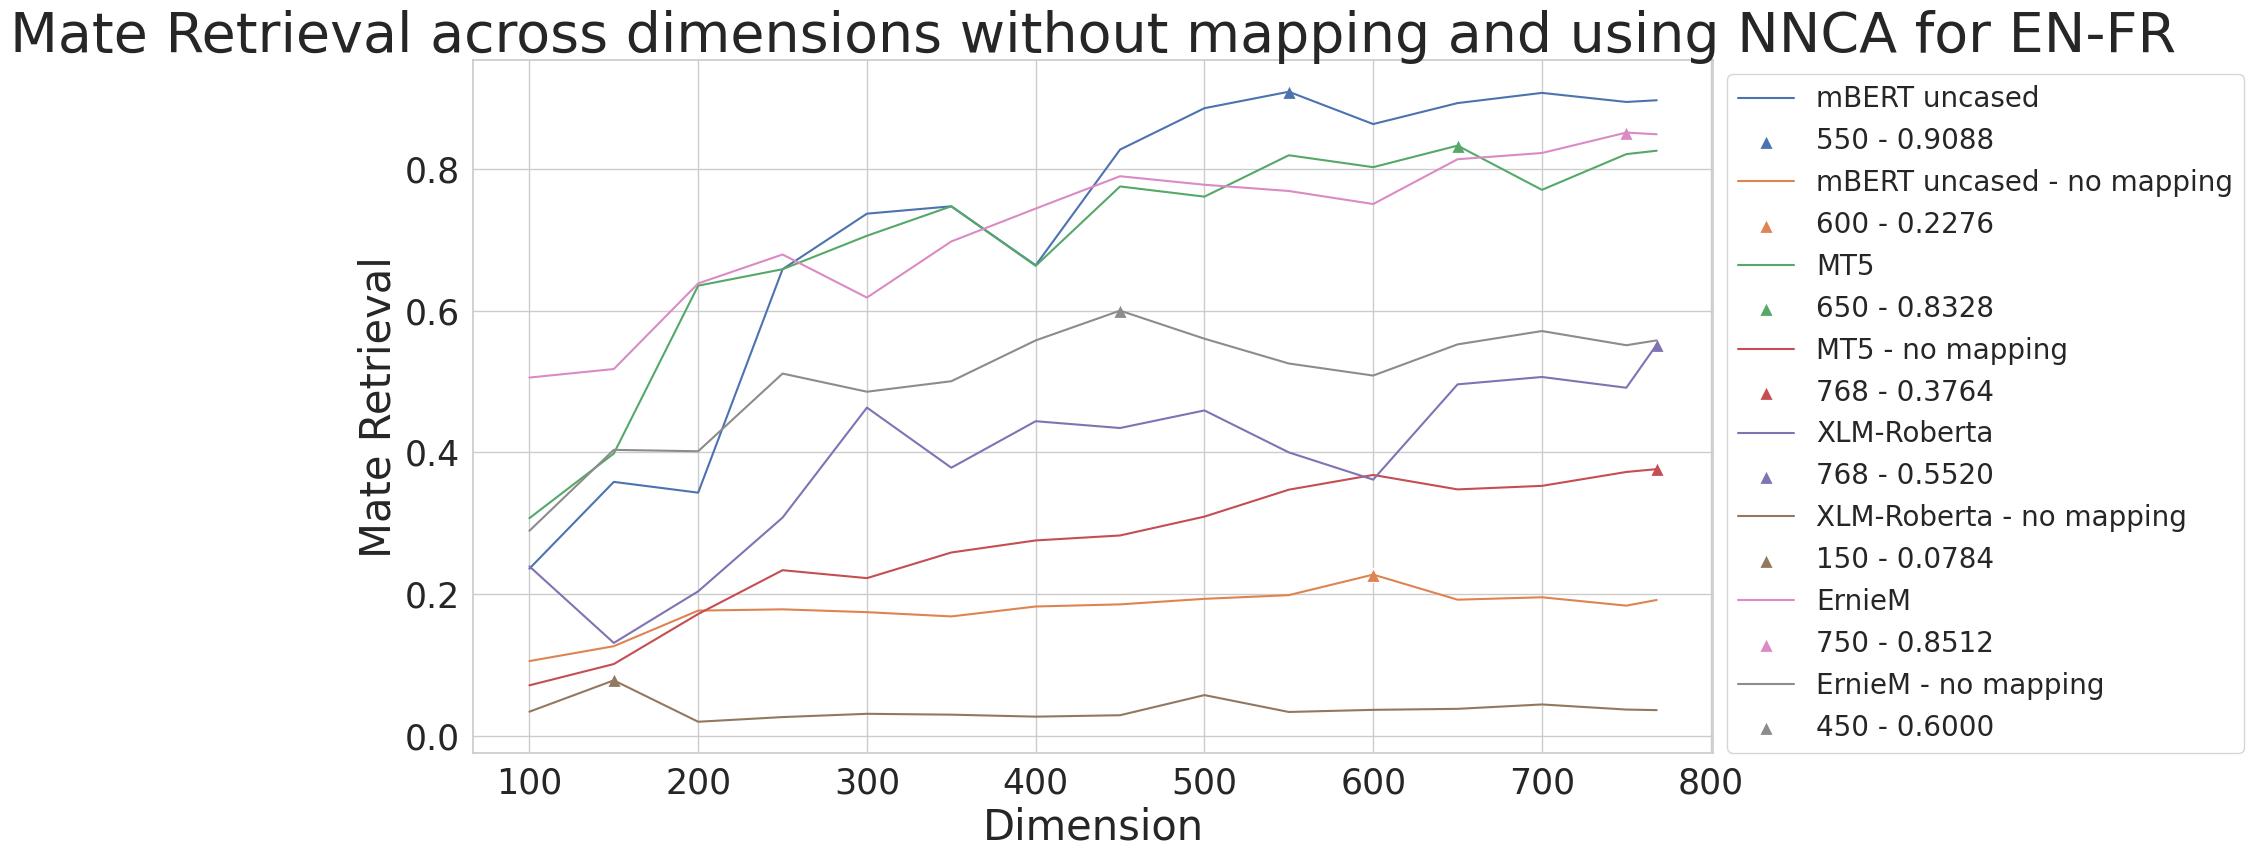 Mate Retrieval across dimensions without mapping and using NNCA for EN-FR
Mate Retrieval
0.8
0.6
0.4
0.2
0.0
100 200 300 400 500 600 700 800
Dimension
mBERT uncased
550 - 0.9088
mBERT uncased - no mapping
600 - 0.2276
MT5
650 - 0.8328
MT5 - no mapping
768 - 0.3764
XLM-Roberta
768 - 0.5520
XLM-Roberta - no mapping
150 - 0.0784
ErnieM
750 - 0.8512
ErnieM - no mapping
450 - 0.6000